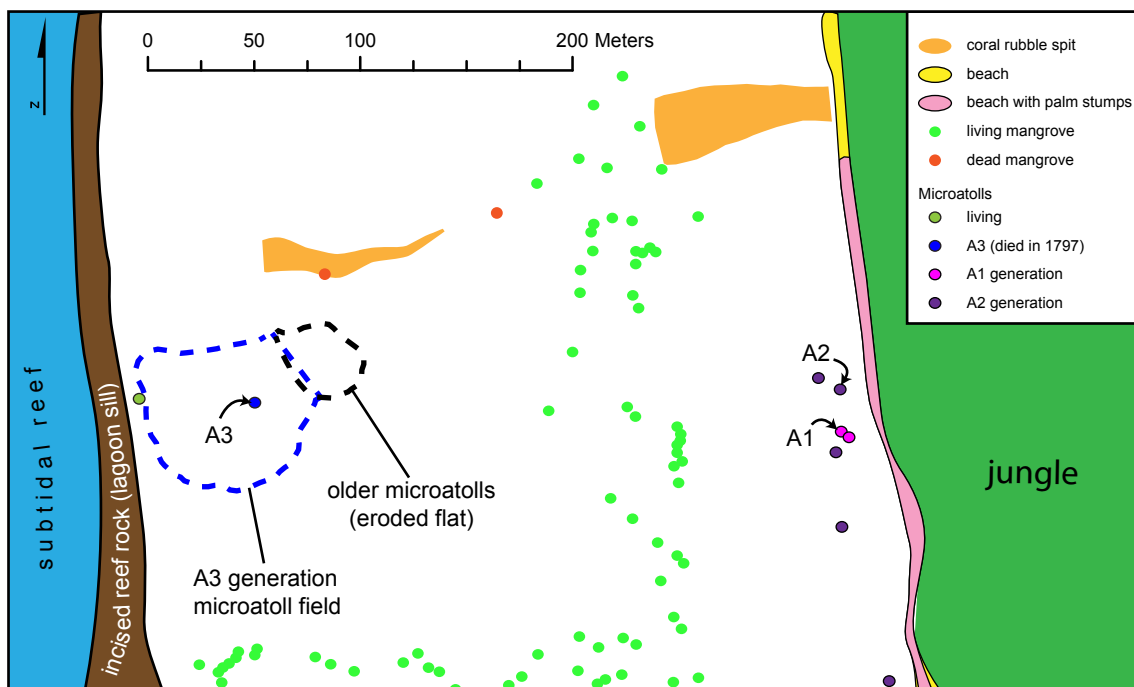 0 50 100 200 Meters
N
coral rubble spit
beach
beach with palm stumps
living mangrove
dead mangrove
Microatolls
living
A3 (died in 1797)
A1 generation
A2 generation
A2
A3
A1
older microatolls
(eroded flat)
A3 generation
microatoll field
subtidal reef
incised reef rock (lagoon sill)
jungle